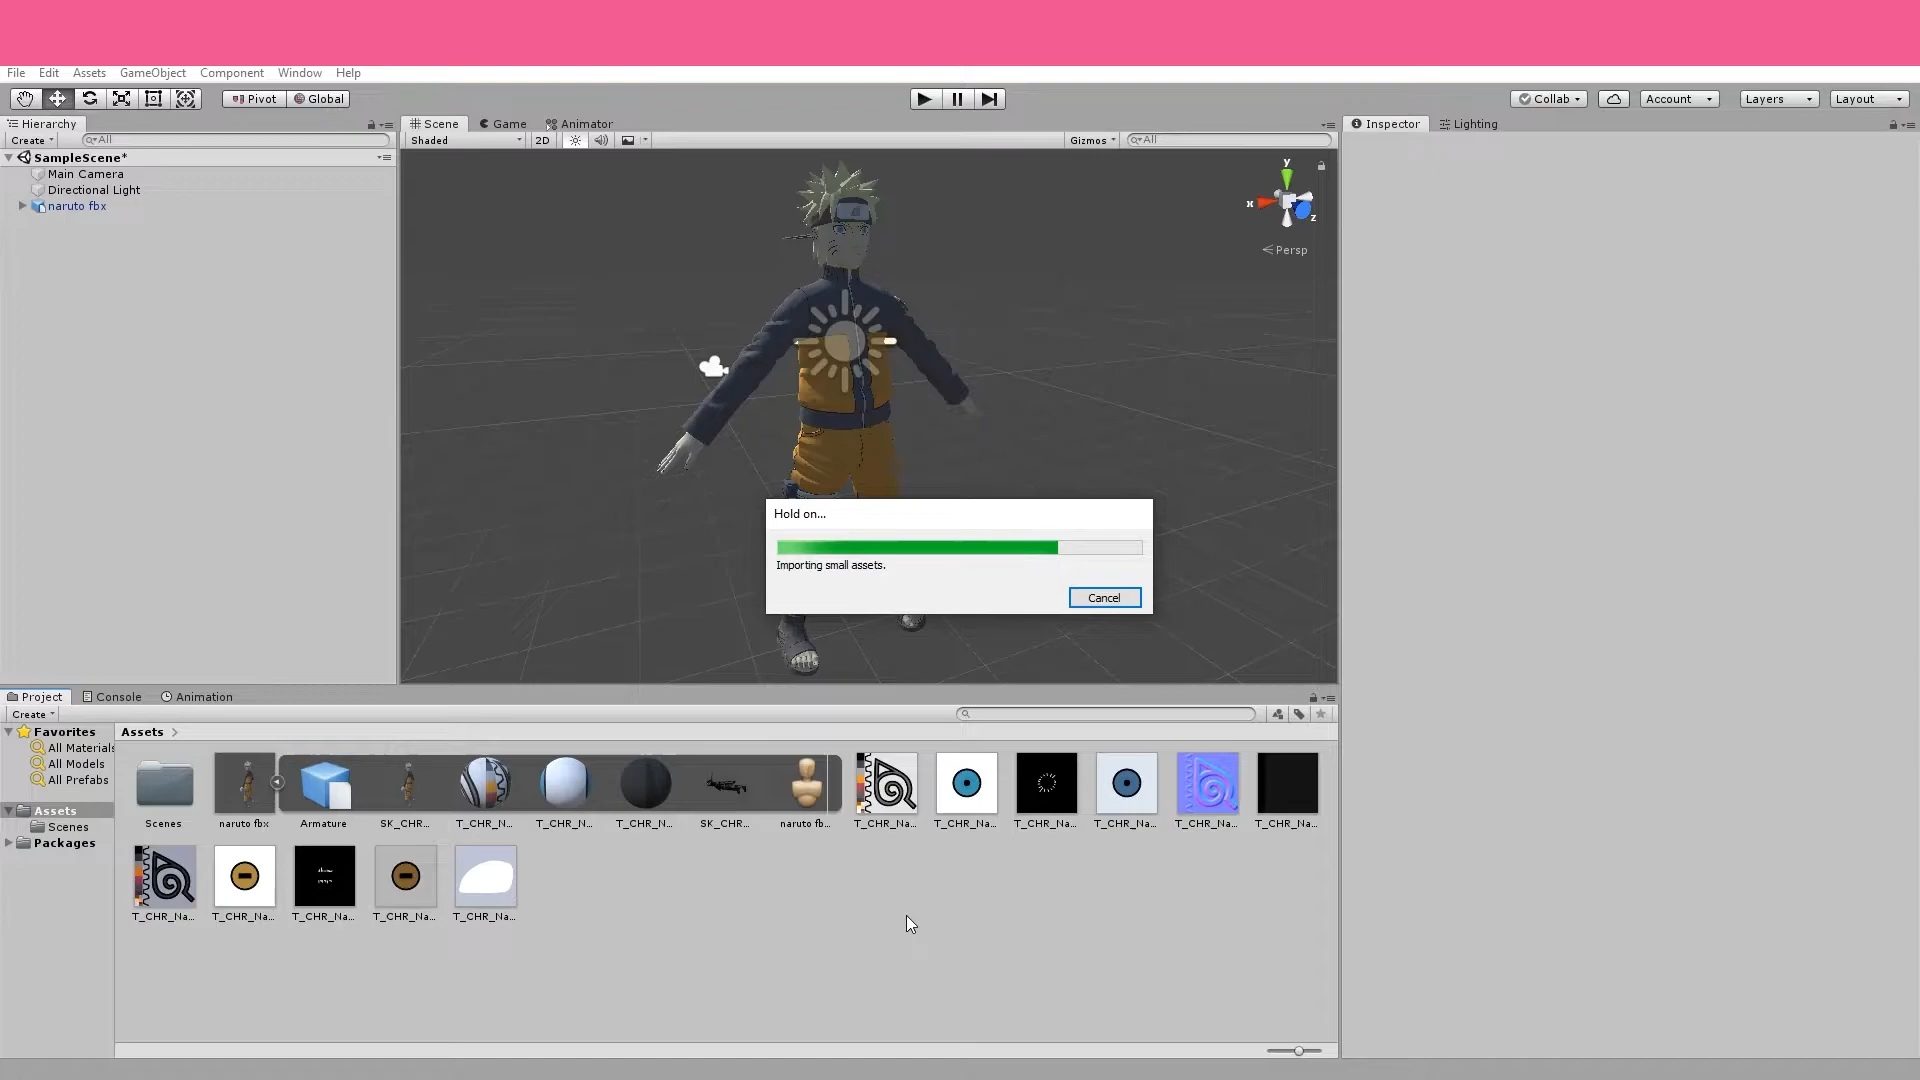 File Edit Assets GameObject Component Window Help
Pivot Global Collab Account Layers Layout
Hierarchy Scene Game Animator Inspector Lighting
Create All Shaded 2D Gizmos All
SampleScene*
Main Camera
Directional Light
naruto fbx
y
x
z
Persp
Hold on...
Importing small assets.
Cancel
Project Console Animation
Create
Favorites
All Materials
All Models
All Prefabs
Assets
Scenes
Packages
Assets
Scenes naruto fbx Armature SK_CHR... T_CHR_N... T_CHR_N... T_CHR_N... SK_CHR... naruto fb... T_CHR_Na... T_CHR_Na... T_CHR_Na... T_CHR_Na... T_CHR_Na... T_CHR_Na...
T_CHR_Na... T_CHR_Na... T_CHR_Na... T_CHR_Na... T_CHR_Na...